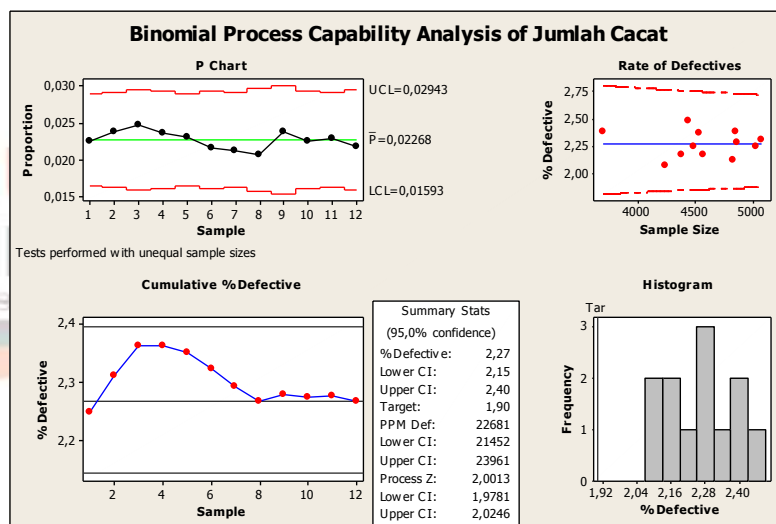 Binomial Process Capability Analysis of Jumlah Cacat
P Chart
Proportion
0,030
0,025
0,020
0,015
UCL=0,02943
P=0,02268
LCL=0,01593
1 2 3 4 5 6 7 8 9 10 11 12
Sample
Tests performed with unequal sample sizes
Rate of Defectives
%Defective
2,75
2,50
2,25
2,00
4000 4500 5000
Sample Size
Cumulative %Defective
%Defective
2,4
2,3
2,2
2 4 6 8 10 12
Sample
Summary Stats
(95,0% confidence)
%Defective: 2,27
Lower CI: 2,15
Upper CI: 2,40
Target: 1,90
PPM Def: 22681
Lower CI: 21452
Upper CI: 23961
Process Z: 2,0013
Lower CI: 1,9781
Upper CI: 2,0246
Histogram
Tar
Frequency
3
2
1
0
1,92 2,04 2,16 2,28 2,40
%Defective